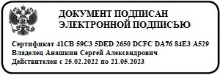 ДОКУМЕНТ ПОДПИСАН
ЭЛЕКТРОННОЙ ПОДПИСЬЮ
Сертификат 41CB 59C3 5DED 2650 DCFC DA76 84E3 A529
Владелец Анашкин Сергей Александрович
Действителен с 25.02.2022 по 21.05.2023